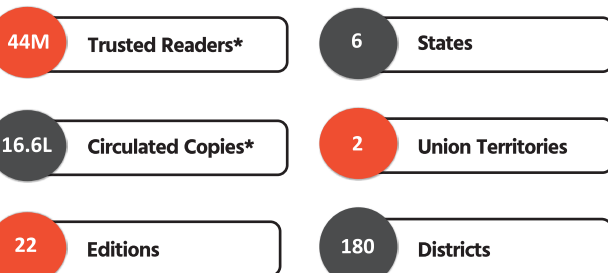 44M Trusted Readers*
6 States
16.6L Circulated Copies*
2 Union Territories
22 Editions
180 Districts